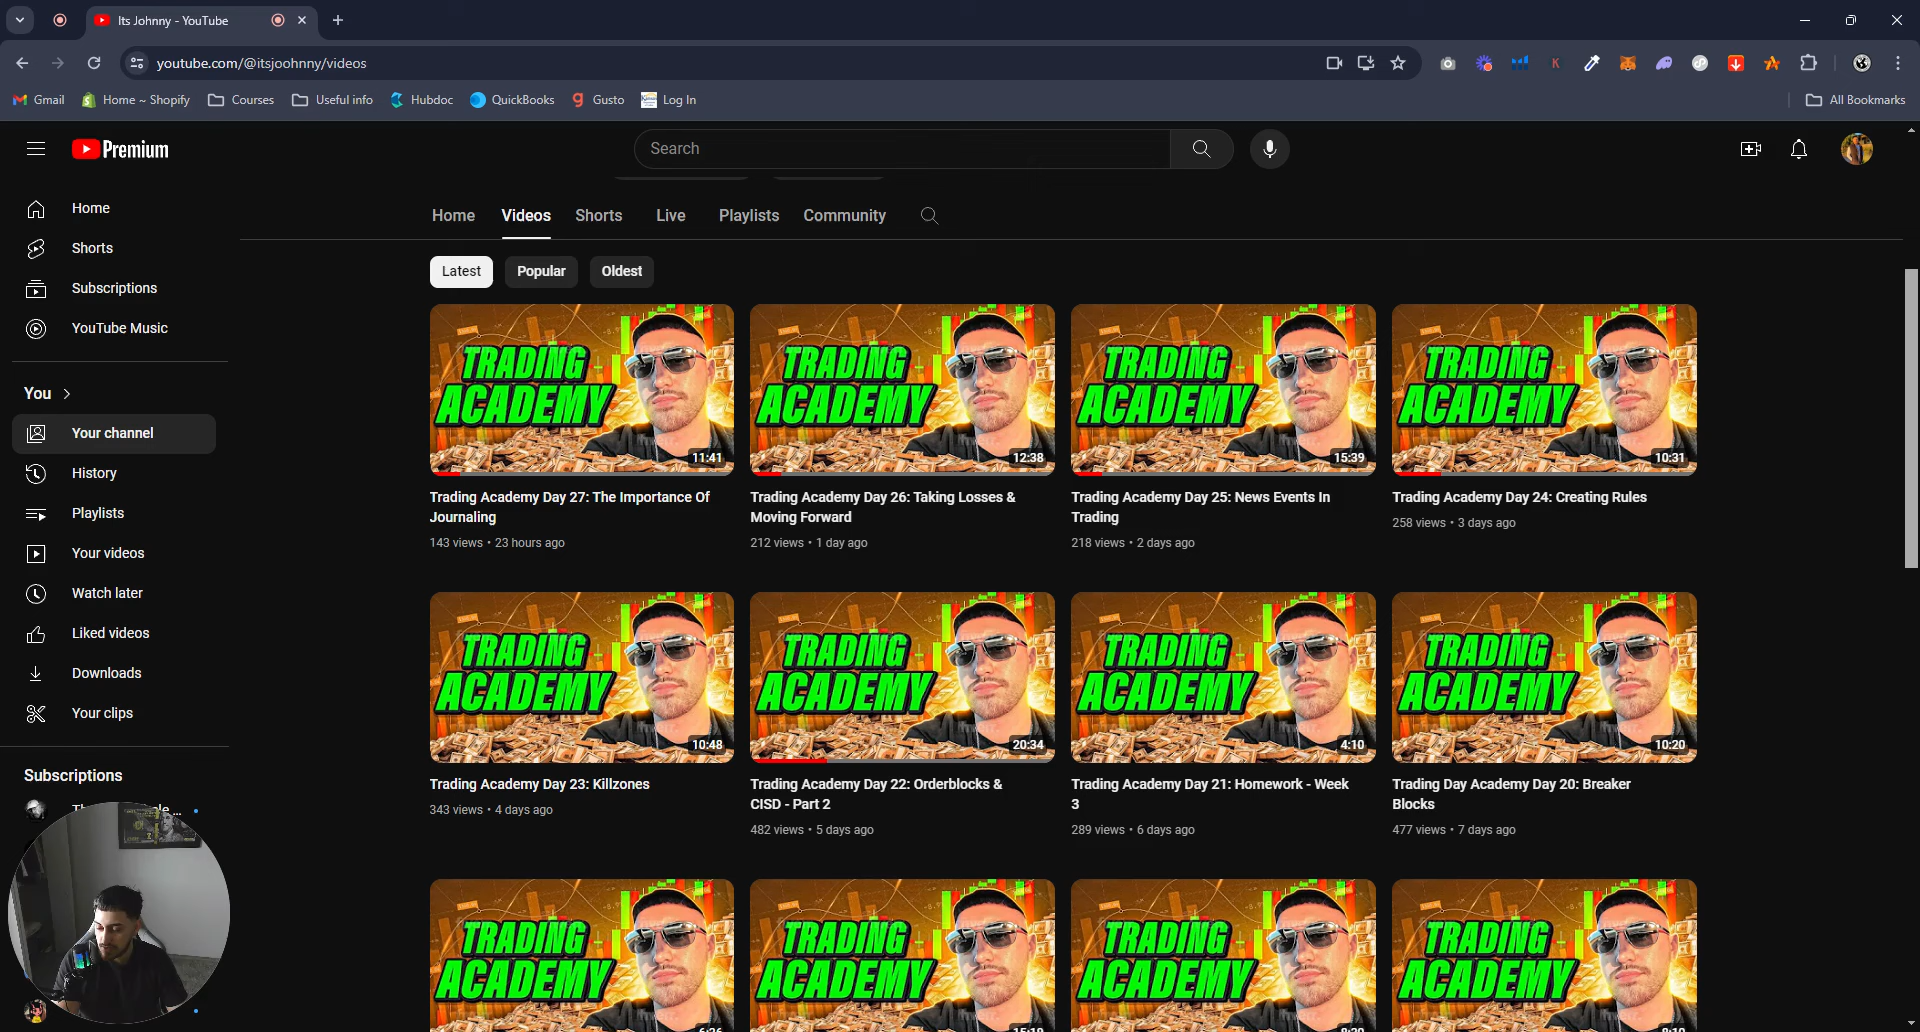 Its Johnny - YouTube
youtube.com/@itsjoohnny/videos
Gmail
Home ~ Shopify
Courses
Useful info
Hubdoc
QuickBooks
Gusto
Log In
All Bookmarks
Premium
Search
Home
Shorts
Subscriptions
YouTube Music
You
Your channel
History
Playlists
Your videos
Watch later
Liked videos
Downloads
Your clips
Subscriptions
Home Videos Shorts Live Playlists Community
Latest Popular Oldest
TRADING
ACADEMY
11:41
Trading Academy Day 27: The Importance Of
Journaling
143 views • 23 hours ago
TRADING
ACADEMY
12:38
Trading Academy Day 26: Taking Losses &
Moving Forward
212 views • 1 day ago
TRADING
ACADEMY
15:39
Trading Academy Day 25: News Events In
Trading
218 views • 2 days ago
TRADING
ACADEMY
10:31
Trading Academy Day 24: Creating Rules
258 views • 3 days ago
TRADING
ACADEMY
10:48
Trading Academy Day 23: Killzones
343 views • 4 days ago
TRADING
ACADEMY
20:34
Trading Academy Day 22: Orderblocks &
CISD - Part 2
482 views • 5 days ago
TRADING
ACADEMY
4:10
Trading Academy Day 21: Homework - Week
3
289 views • 6 days ago
TRADING
ACADEMY
10:20
Trading Day Academy Day 20: Breaker
Blocks
477 views • 7 days ago
TRADING
ACADEMY
TRADING
ACADEMY
TRADING
ACADEMY
TRADING
ACADEMY